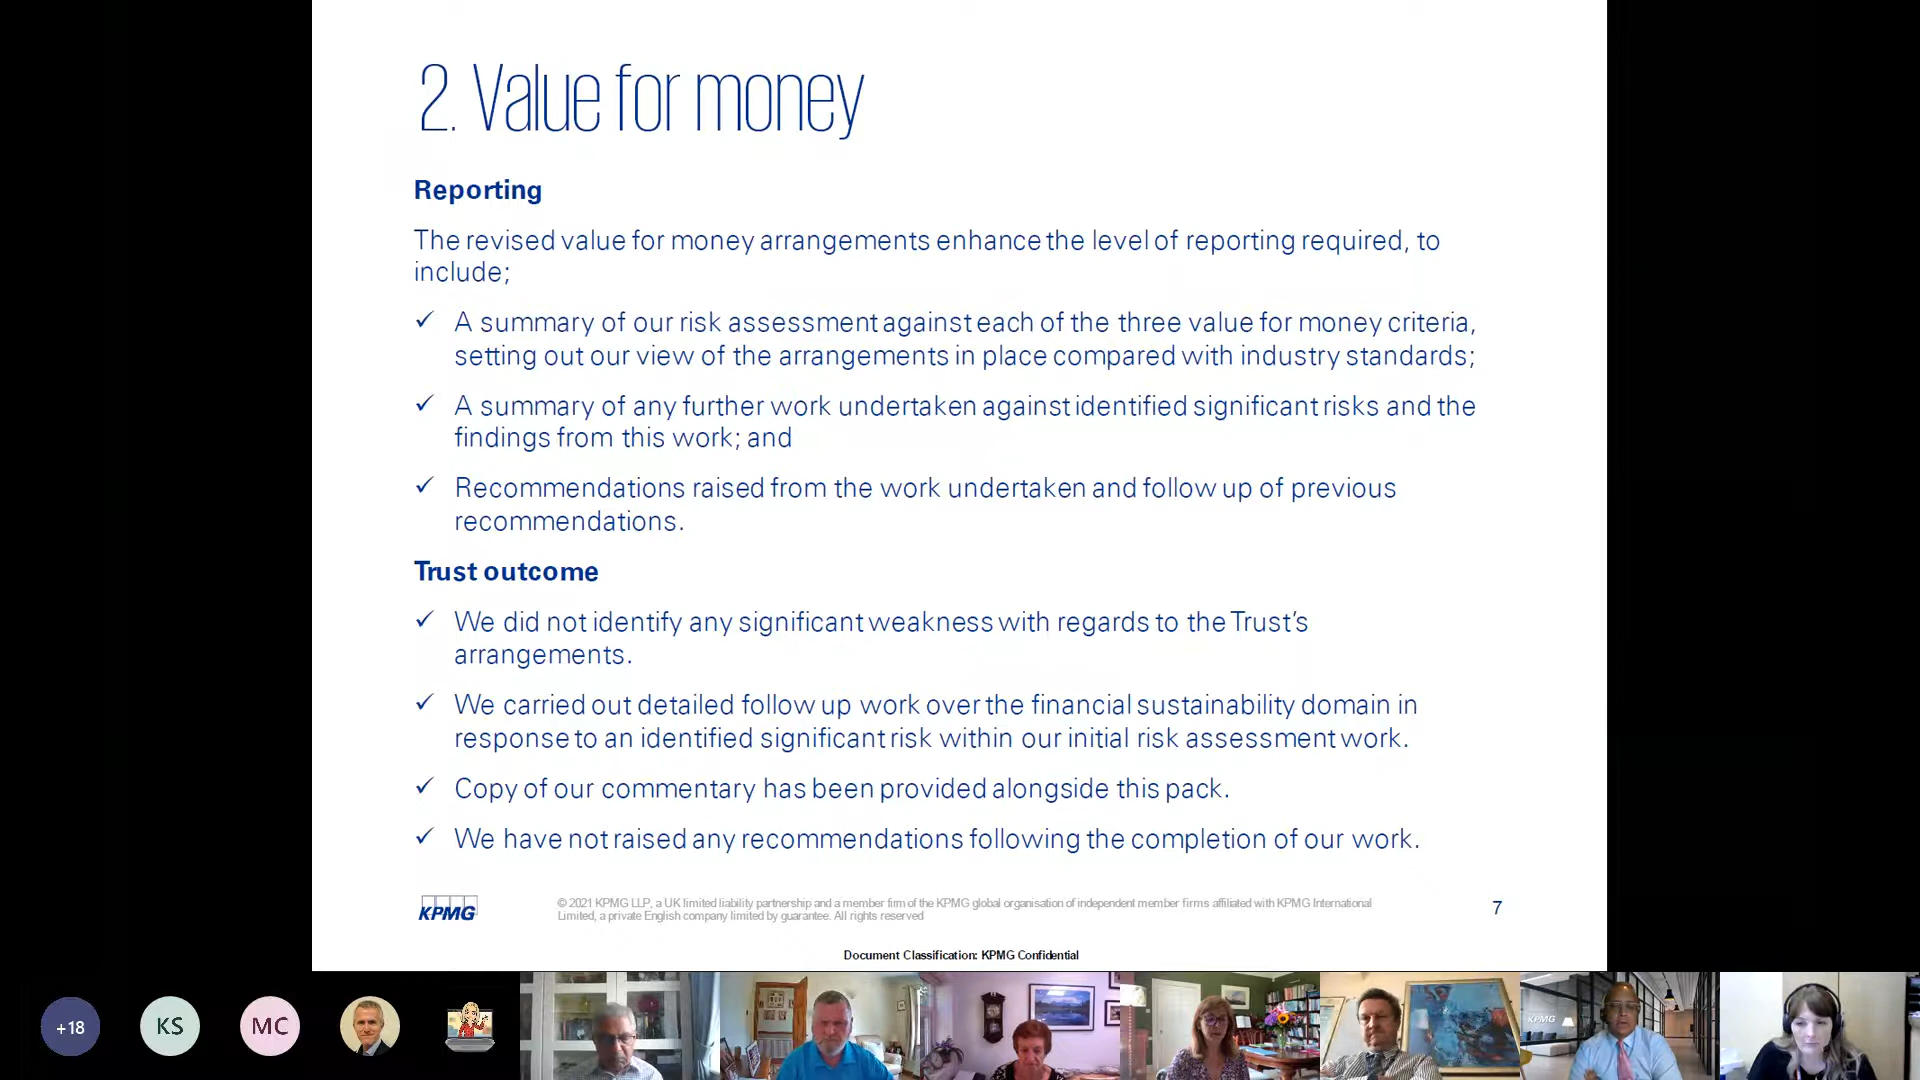 2. Value for money
Reporting
The revised value for money arrangements enhance the level of reporting required, to
include;
✓ A summary of our risk assessment against each of the three value for money criteria,
setting out our view of the arrangements in place compared with industry standards;
✓ A summary of any further work undertaken against identified significant risks and the
findings from this work; and
✓ Recommendations raised from the work undertaken and follow up of previous
recommendations.
Trust outcome
✓ We did not identify any significant weakness with regards to the Trust's
arrangements.
✓ We carried out detailed follow up work over the financial sustainability domain in
response to an identified significant risk within our initial risk assessment work.
✓ Copy of our commentary has been provided alongside this pack.
✓ We have not raised any recommendations following the completion of our work.
KPMG
© 2021 KPMG LLP, a UK limited liability partnership and a member firm of the KPMG global organisation of independent member firms affiliated with KPMG International
Limited, a private English company limited by guarantee. All rights reserved
7
Document Classification: KPMG Confidential
+18
KS
MC
KPMG